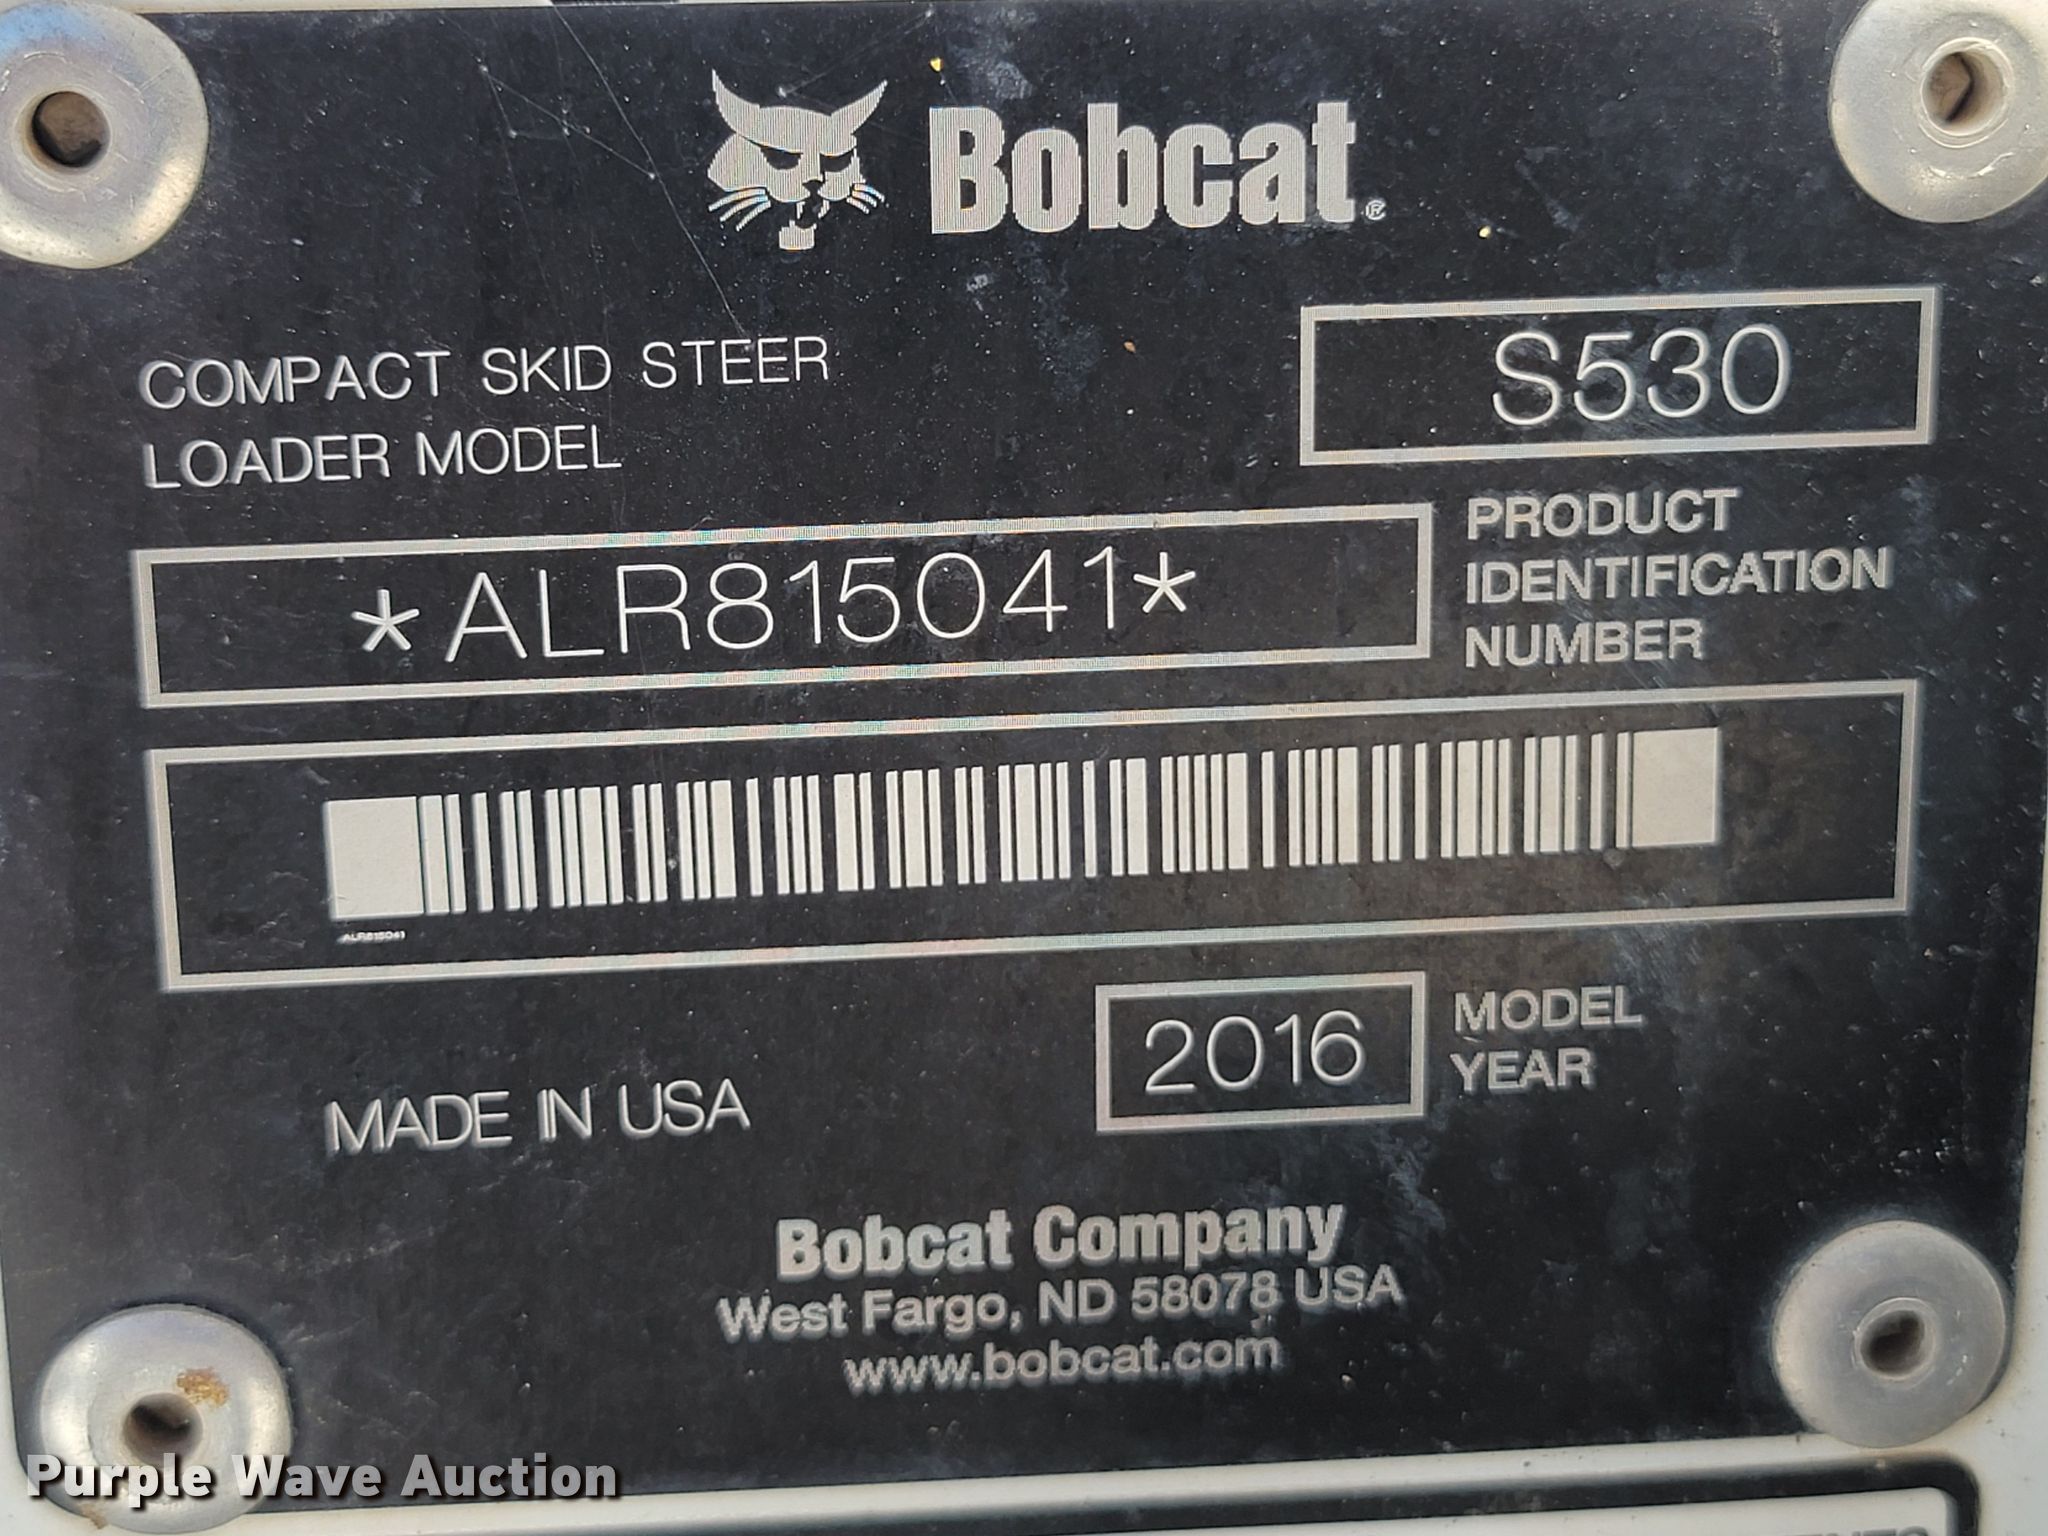 Bobcat®
COMPACT SKID STEER
LOADER MODEL
S530
*ALR815041*
PRODUCT
IDENTIFICATION
NUMBER
ALR815041
2016
MODEL
YEAR
MADE IN USA
Bobcat Company
West Fargo, ND 58078 USA
www.bobcat.com
Purple Wave Auction